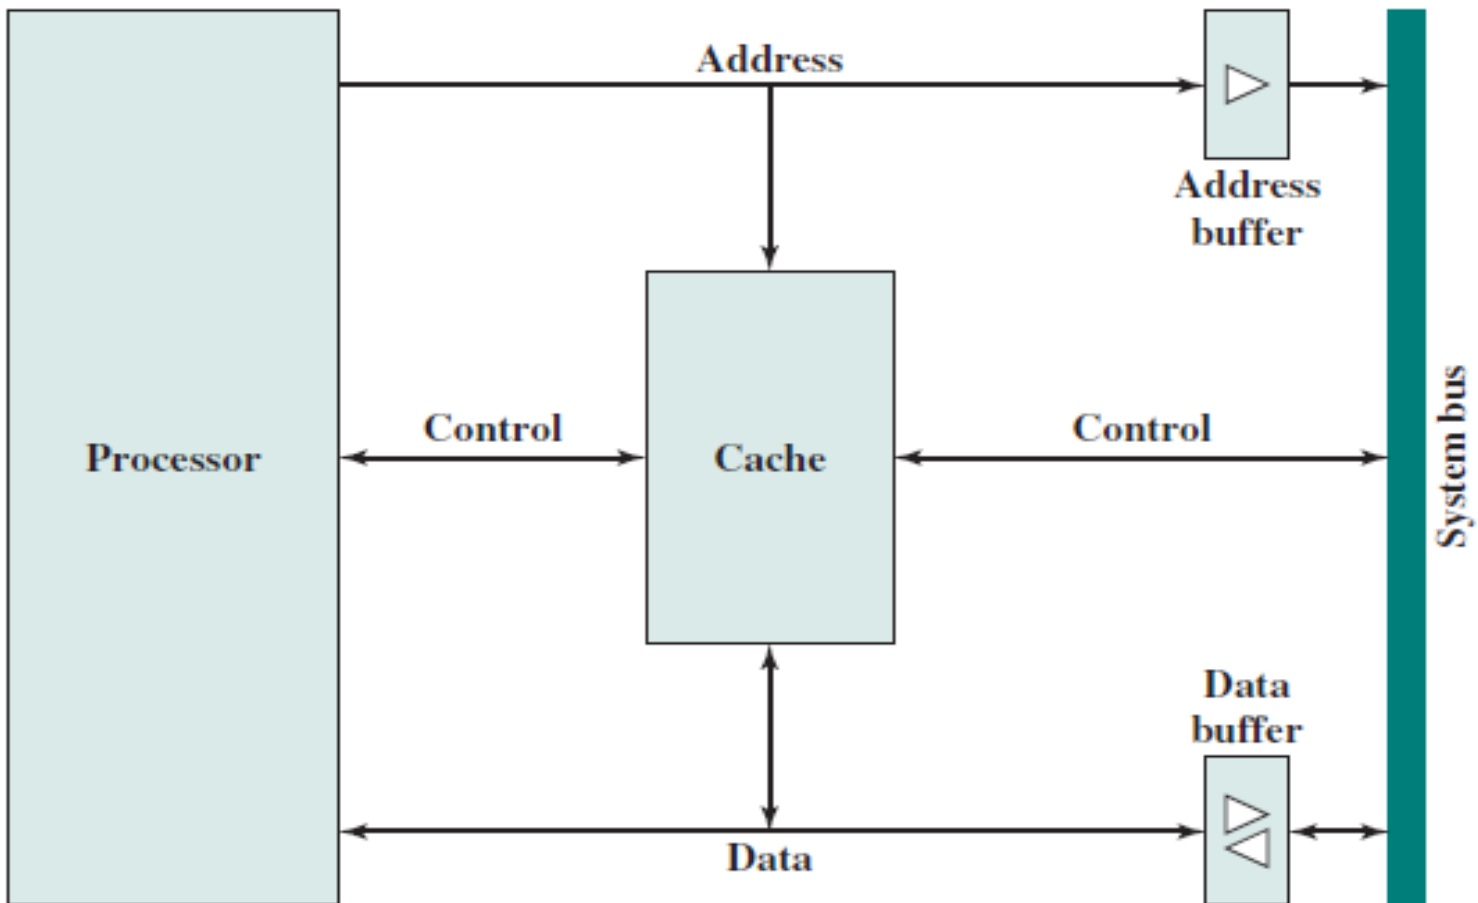 Address
Address
buffer
Processor
Control
Cache
Control
System bus
Data
buffer
Data